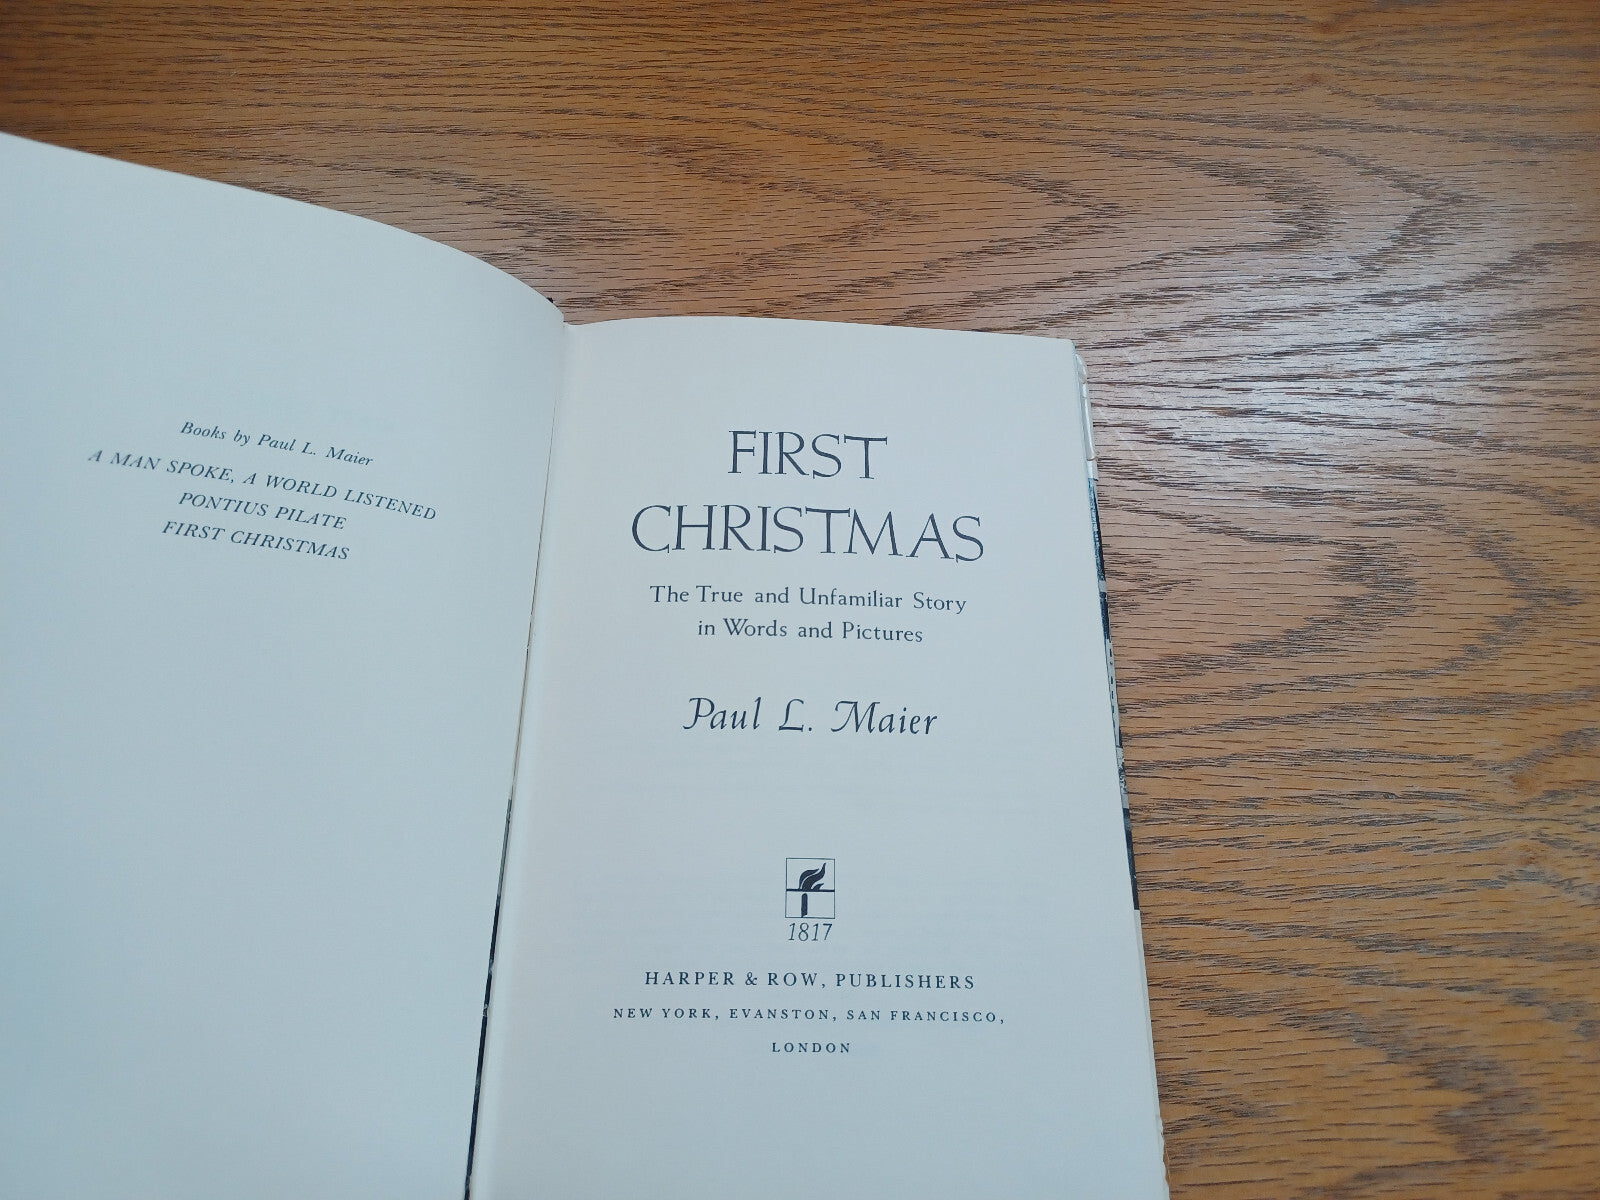 Books by Paul L. Maier
A MAN SPOKE, A WORLD LISTENED
PONTIUS PILATE
FIRST CHRISTMAS
FIRST
CHRISTMAS
The True and Unfamiliar Story
in Words and Pictures
Paul L. Maier
1817
HARPER & ROW, PUBLISHERS
NEW YORK, EVANSTON, SAN FRANCISCO,
LONDON